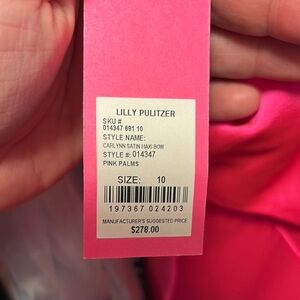 LILLY PULITZER
SKU #
014347 691 10
STYLE NAME:
CARLYNN SATIN MAXI BOW
STYLE #: 014347
PINK PALMS
SIZE: 10
197367 024203
MANUFACTURER'S SUGGESTED PRICE
$278.00